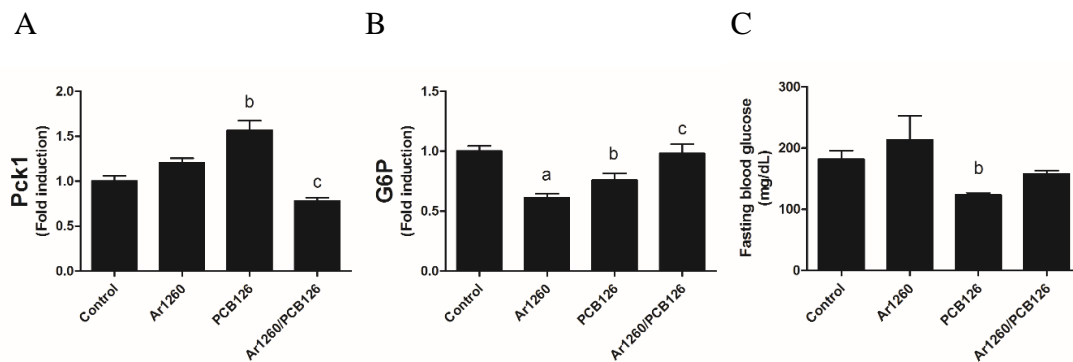 A
B
C
Pck1
(Fold induction)
2.0
1.5
1.0
0.5
0.0
b
c
Control
Ar1260
PCB126
Ar1260/PCB126
G6P
(Fold induction)
1.5
1.0
0.5
0.0
a
b
c
Control
Ar1260
PCB126
Ar1260/PCB126
Fasting blood glucose
(mg/dL)
300
200
100
0
b
Control
Ar1260
PCB126
Ar1260/PCB126